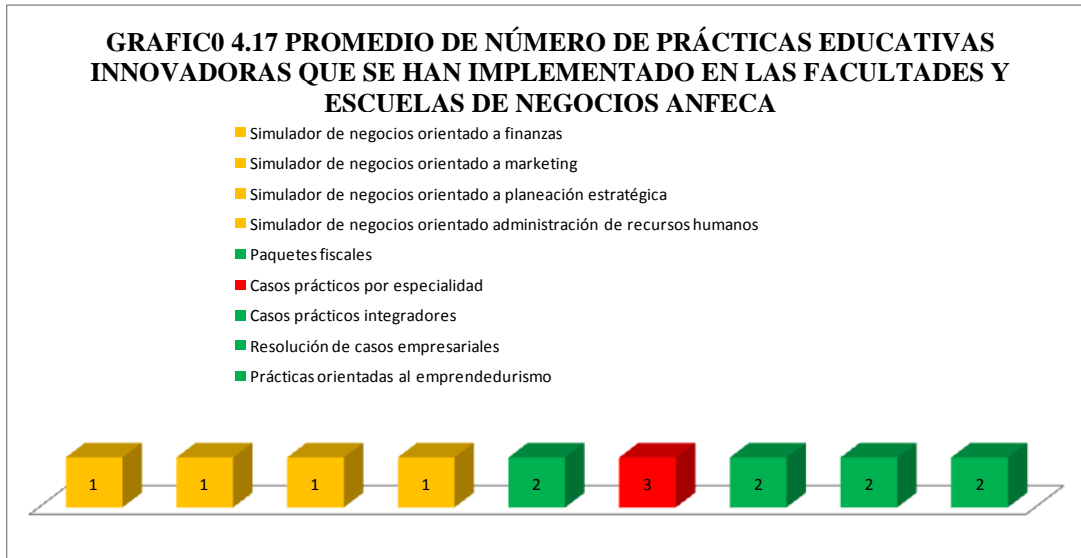 GRAFIC0 4.17 PROMEDIO DE NÚMERO DE PRÁCTICAS EDUCATIVAS
INNOVADORAS QUE SE HAN IMPLEMENTADO EN LAS FACULTADES Y
ESCUELAS DE NEGOCIOS ANFECA
Simulador de negocios orientado a finanzas
Simulador de negocios orientado a marketing
Simulador de negocios orientado a planeación estratégica
Simulador de negocios orientado administración de recursos humanos
Paquetes fiscales
Casos prácticos por especialidad
Casos prácticos integradores
Resolución de casos empresariales
Prácticas orientadas al emprendedurismo
1 1 1 1 2 3 2 2 2